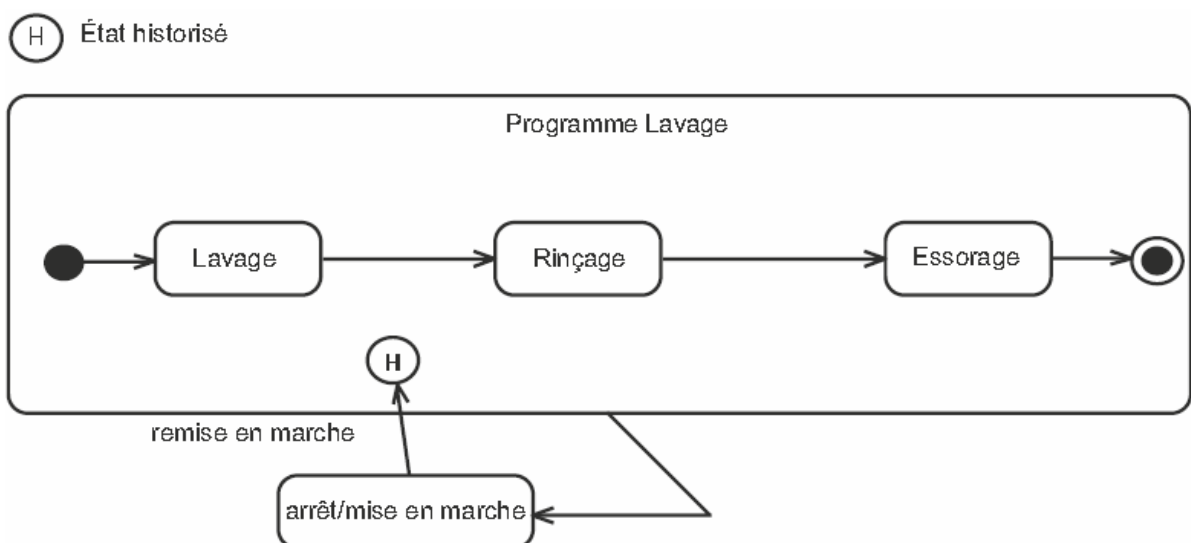 H État historisé
Programme Lavage
Lavage Rinçage Essorage
H
remise en marche
arrêt/mise en marche